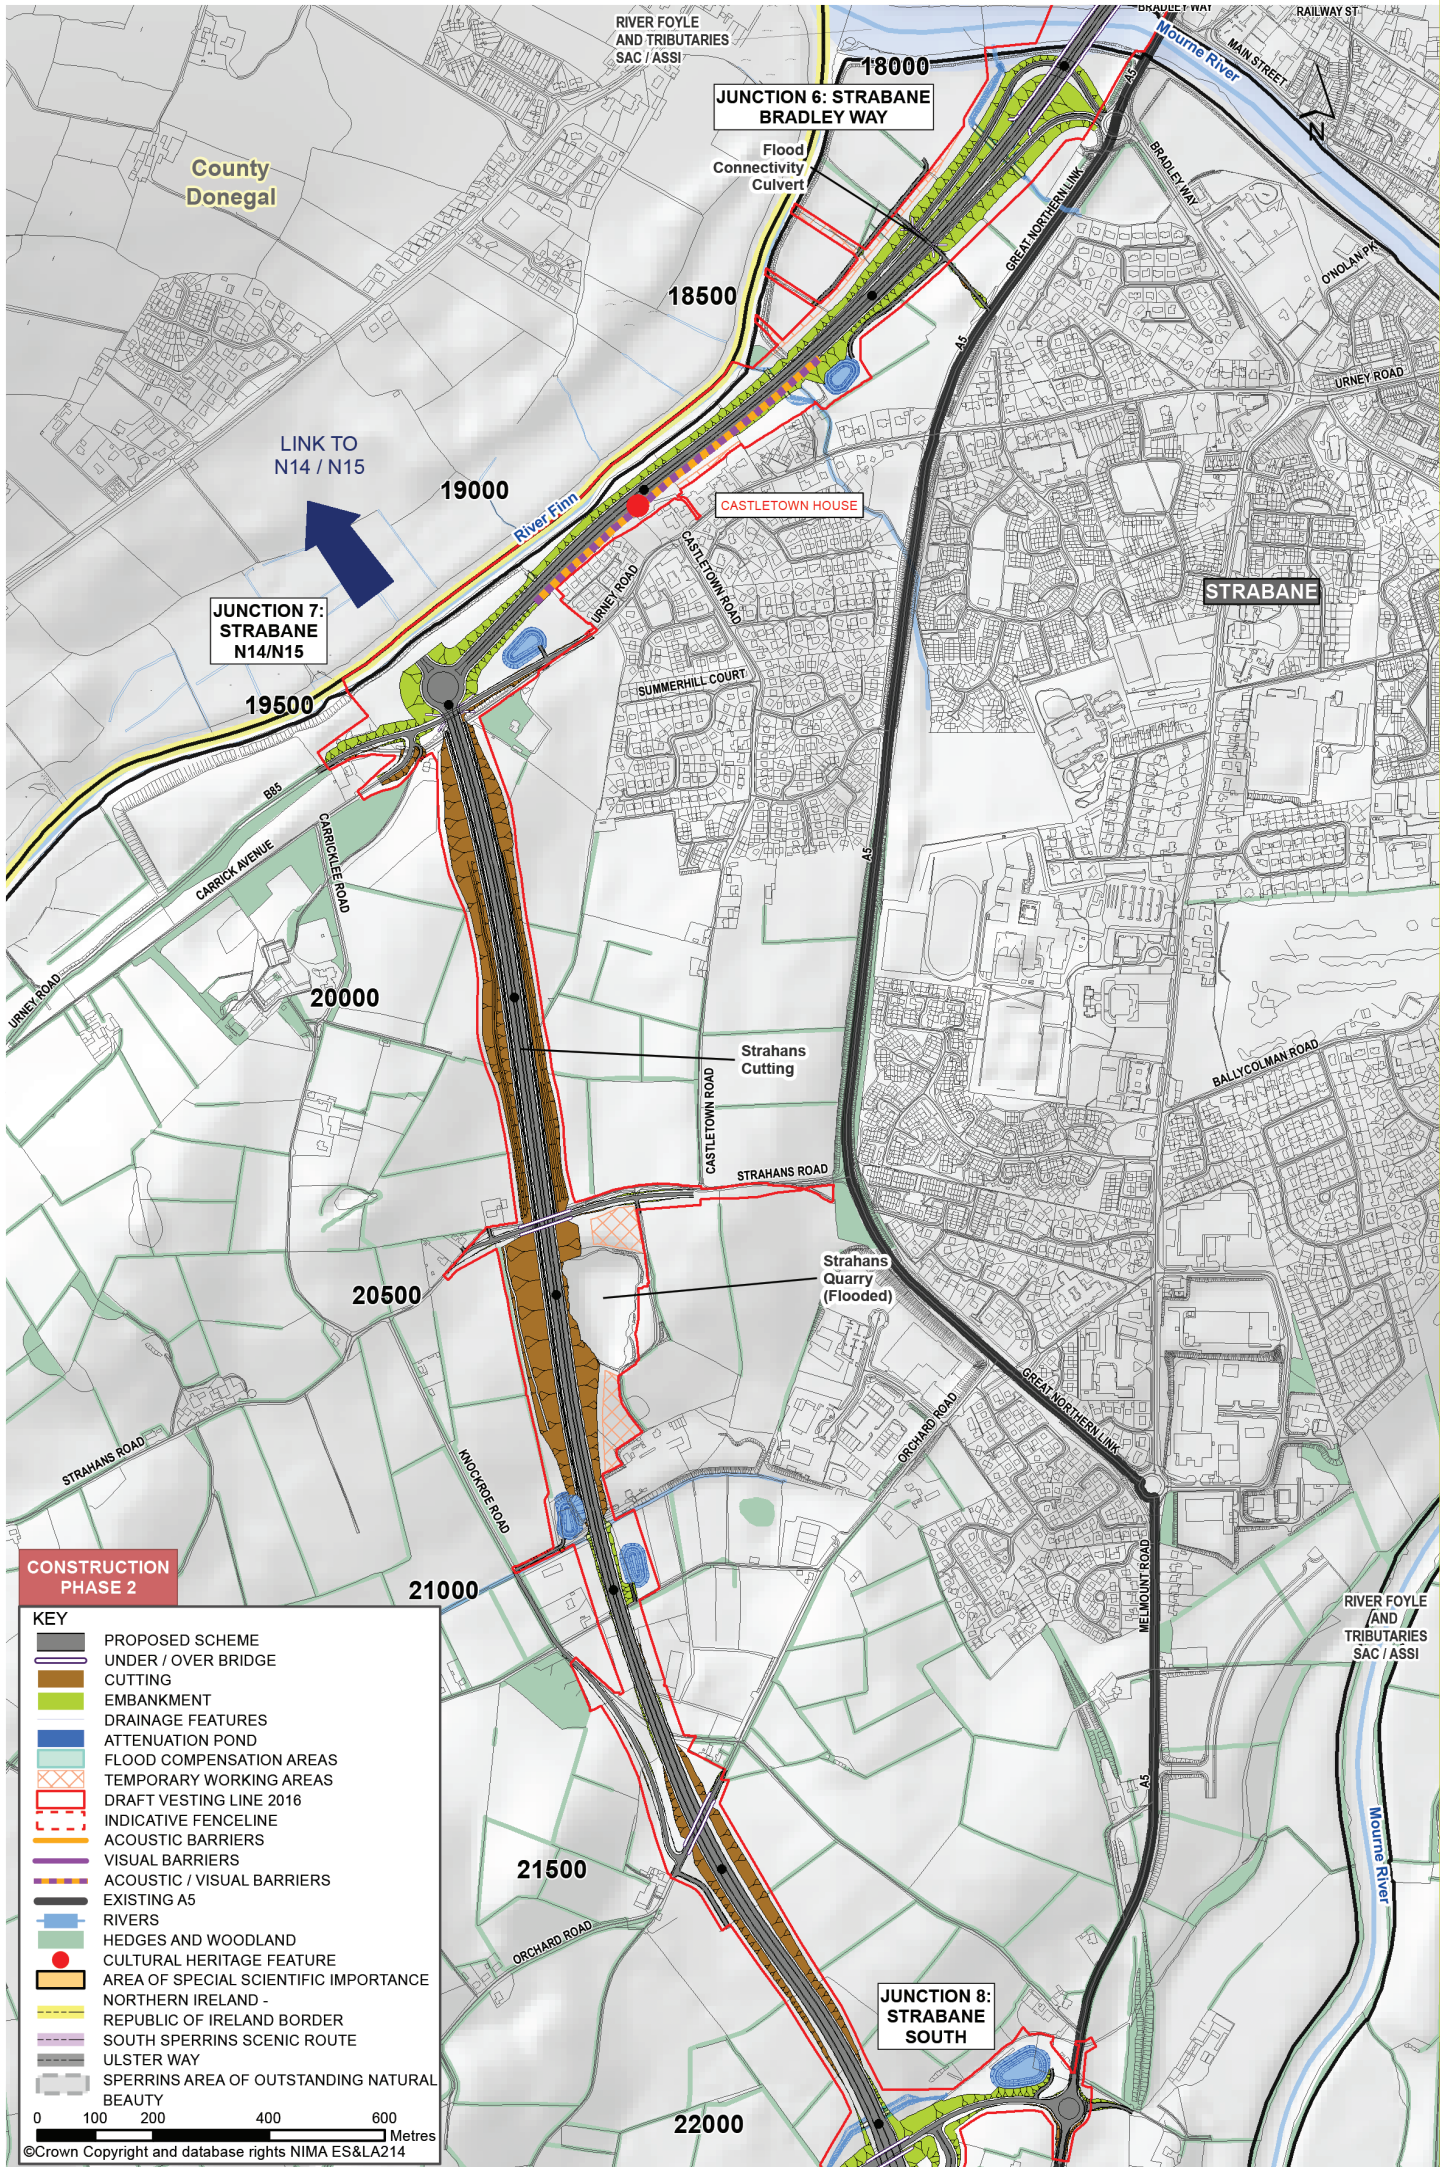 RIVER FOYLE
AND TRIBUTARIES
SAC / ASSI
BRADLEY WAY
RAILWAY ST
Mourne River
MAIN STREET
18000
A5
N
JUNCTION 6: STRABANE
BRADLEY WAY
County
Donegal
Flood
Connectivity
Culvert
BRADLEY WAY
GREAT NORTHERN LINK
O'NOLAN PK
18500
A5
URNEY ROAD
LINK TO
N14 / N15
19000
River Finn
CASTLETOWN HOUSE
CASTLETOWN ROAD
URNEY ROAD
STRABANE
JUNCTION 7:
STRABANE
N14/N15
SUMMERHILL COURT
19500
B85
CARRICK AVENUE
CARRICKLEE ROAD
A5
URNEY ROAD
20000
Strahans
Cutting
BALLYCOLMAN ROAD
CASTLETOWN ROAD
STRAHANS ROAD
20500
Strahans
Quarry
(Flooded)
GREAT NORTHERN LINK
ORCHARD ROAD
STRAHANS ROAD
KNOCKROE ROAD
21000
MELMOUNT ROAD
RIVER FOYLE
AND
TRIBUTARIES
SAC / ASSI
A5
Mourne River
21500
ORCHARD ROAD
JUNCTION 8:
STRABANE
SOUTH
22000
CONSTRUCTION
PHASE 2
KEY
PROPOSED SCHEME
UNDER / OVER BRIDGE
CUTTING
EMBANKMENT
DRAINAGE FEATURES
ATTENUATION POND
FLOOD COMPENSATION AREAS
TEMPORARY WORKING AREAS
DRAFT VESTING LINE 2016
INDICATIVE FENCELINE
ACOUSTIC BARRIERS
VISUAL BARRIERS
ACOUSTIC / VISUAL BARRIERS
EXISTING A5
RIVERS
HEDGES AND WOODLAND
CULTURAL HERITAGE FEATURE
AREA OF SPECIAL SCIENTIFIC IMPORTANCE
NORTHERN IRELAND -
REPUBLIC OF IRELAND BORDER
SOUTH SPERRINS SCENIC ROUTE
ULSTER WAY
SPERRINS AREA OF OUTSTANDING NATURAL
BEAUTY
0 100 200 400 600
Metres
©Crown Copyright and database rights NIMA ES&LA214